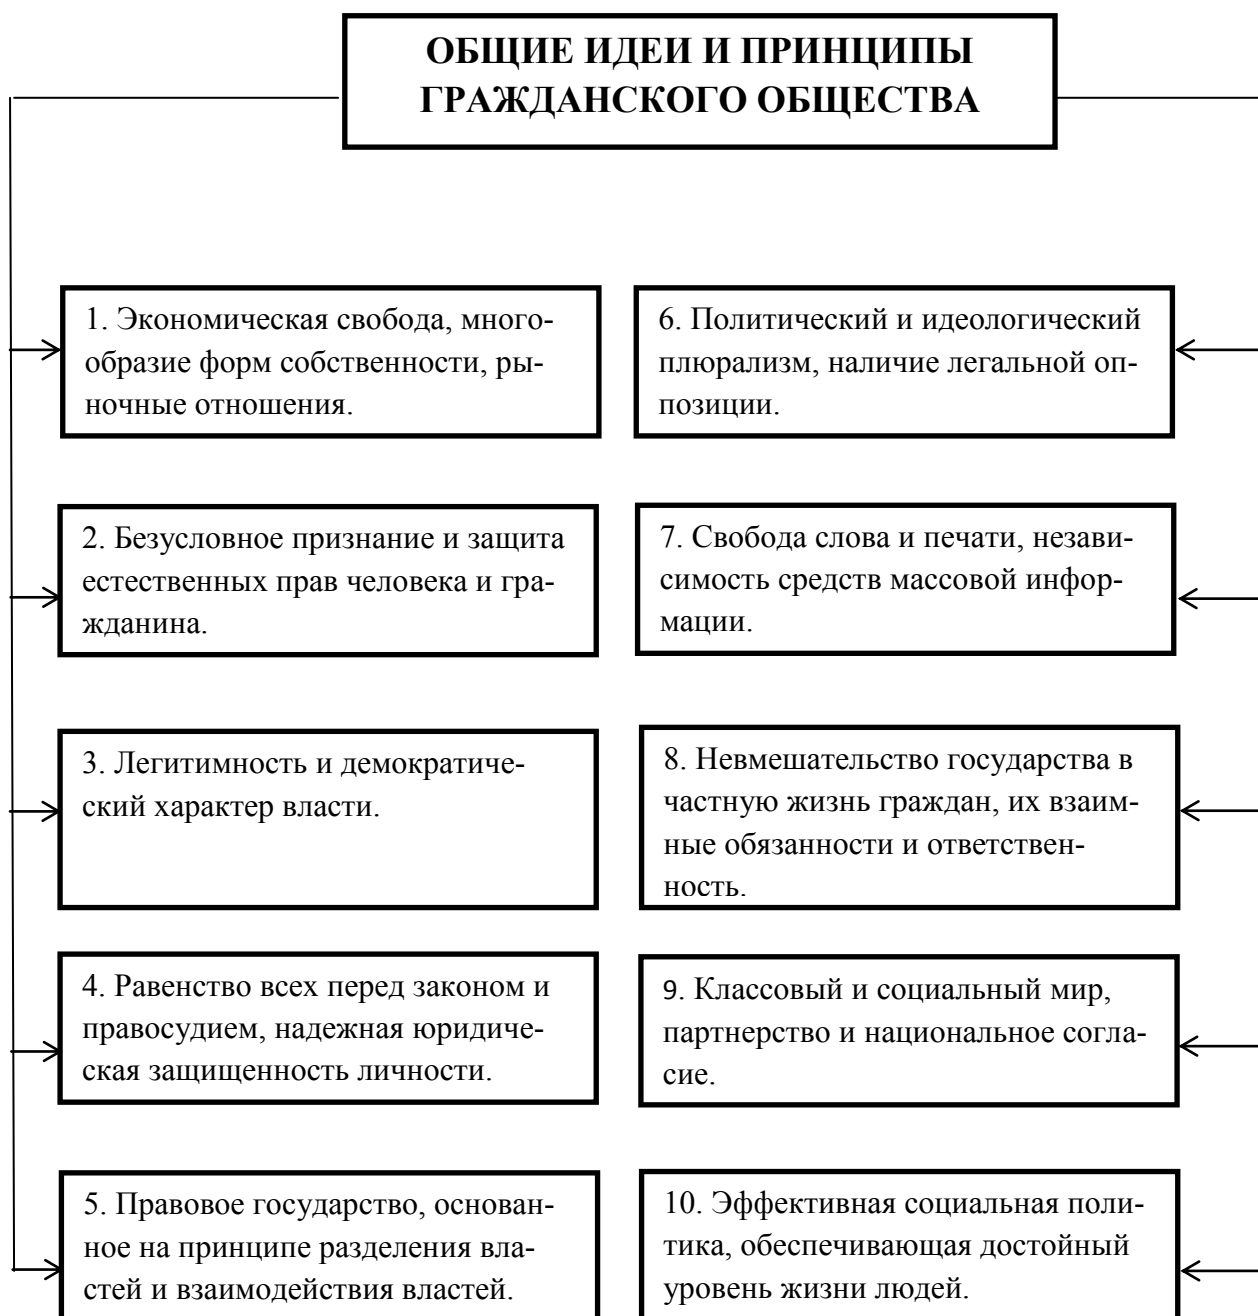 ОБЩИЕ ИДЕИ И ПРИНЦИПЫ
ГРАЖДАНСКОГО ОБЩЕСТВА
1. Экономическая свобода, много-
образие форм собственности, ры-
ночные отношения.
2. Безусловное признание и защита
естественных прав человека и гра-
жданина.
3. Легитимность и демократиче-
ский характер власти.
4. Равенство всех перед законом и
правосудием, надежная юридиче-
ская защищенность личности.
5. Правовое государство, основан-
ное на принципе разделения вла-
стей и взаимодействия властей.
6. Политический и идеологический
плюрализм, наличие легальной оп-
позиции.
7. Свобода слова и печати, незави-
симость средств массовой инфор-
мации.
8. Невмешательство государства в
частную жизнь граждан, их взаим-
ные обязанности и ответствен-
ность.
9. Классовый и социальный мир,
партнерство и национальное согла-
сие.
10. Эффективная социальная поли-
тика, обеспечивающая достойный
уровень жизни людей.